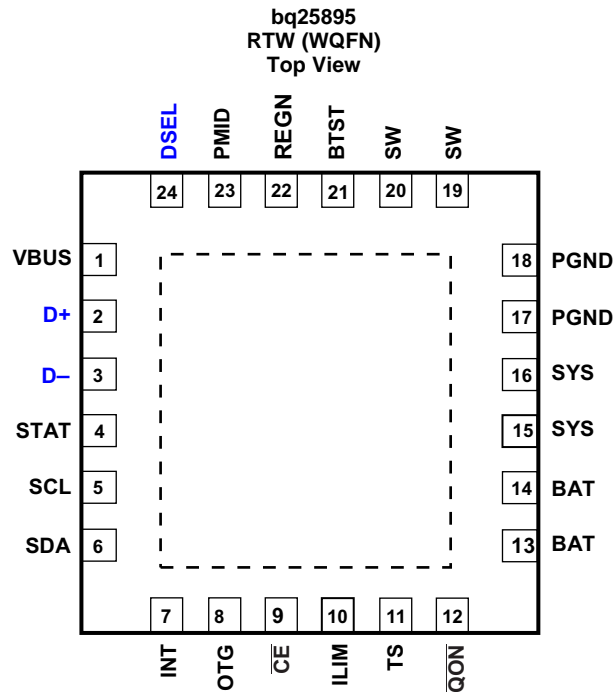 bq25895
RTW (WQFN)
Top View
DSEL PMID REGN BTST SW SW
24 23 22 21 20 19
VBUS 1 18 PGND
D+ 2 17 PGND
D– 3 16 SYS
STAT 4 15 SYS
SCL 5 14 BAT
SDA 6 13 BAT
7 8 9 10 11 12
INT OTG C̅E̅ ILIM TS Q̅O̅N̅